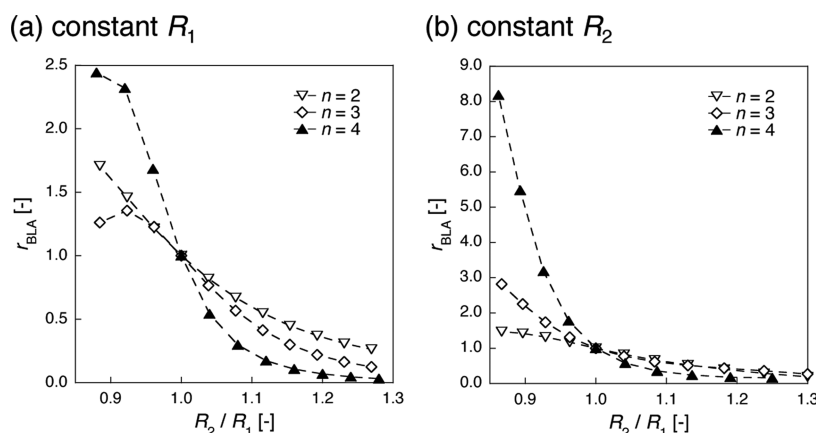 (a) constant R₁
2.5
2.0
1.5
1.0
0.5
0.0
r_BLA [-]
n = 2
n = 3
n = 4
0.9
1.0
1.1
1.2
1.3
R₂ / R₁ [-]
(b) constant R₂
9.0
8.0
7.0
6.0
5.0
4.0
3.0
2.0
1.0
0.0
r_BLA [-]
n = 2
n = 3
n = 4
0.9
1.0
1.1
1.2
1.3
R₂ / R₁ [-]